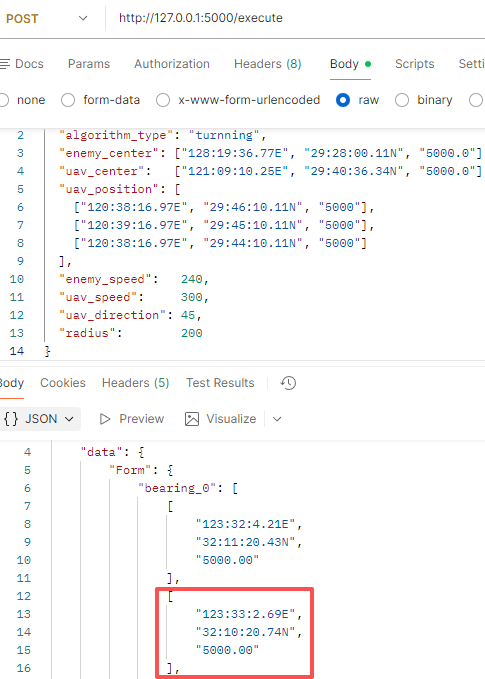 POST http://127.0.0.1:5000/execute
Docs Params Authorization Headers (8) Body Scripts Setti
none form-data x-www-form-urlencoded raw binary
2 "algorithm_type": "turnning",
3 "enemy_center": ["128:19:36.77E", "29:28:00.11N", "5000.0"]
4 "uav_center": ["121:09:10.25E", "29:40:36.34N", "5000.0"]
5 "uav_position": [
6 ["120:38:16.97E", "29:46:10.11N", "5000"],
7 ["120:39:16.97E", "29:45:10.11N", "5000"],
8 ["120:38:16.97E", "29:44:10.11N", "5000"]
9 ],
10 "enemy_speed": 240,
11 "uav_speed": 300,
12 "uav_direction": 45,
13 "radius": 200
14 }
Body Cookies Headers (5) Test Results
{} JSON Preview Visualize
4 "data": {
5 "Form": {
6 "bearing_0": [
7 [
8 "123:32:4.21E",
9 "32:11:20.43N",
10 "5000.00"
11 ],
12 [
13 "123:33:2.69E",
14 "32:10:20.74N",
15 "5000.00"
16 ],